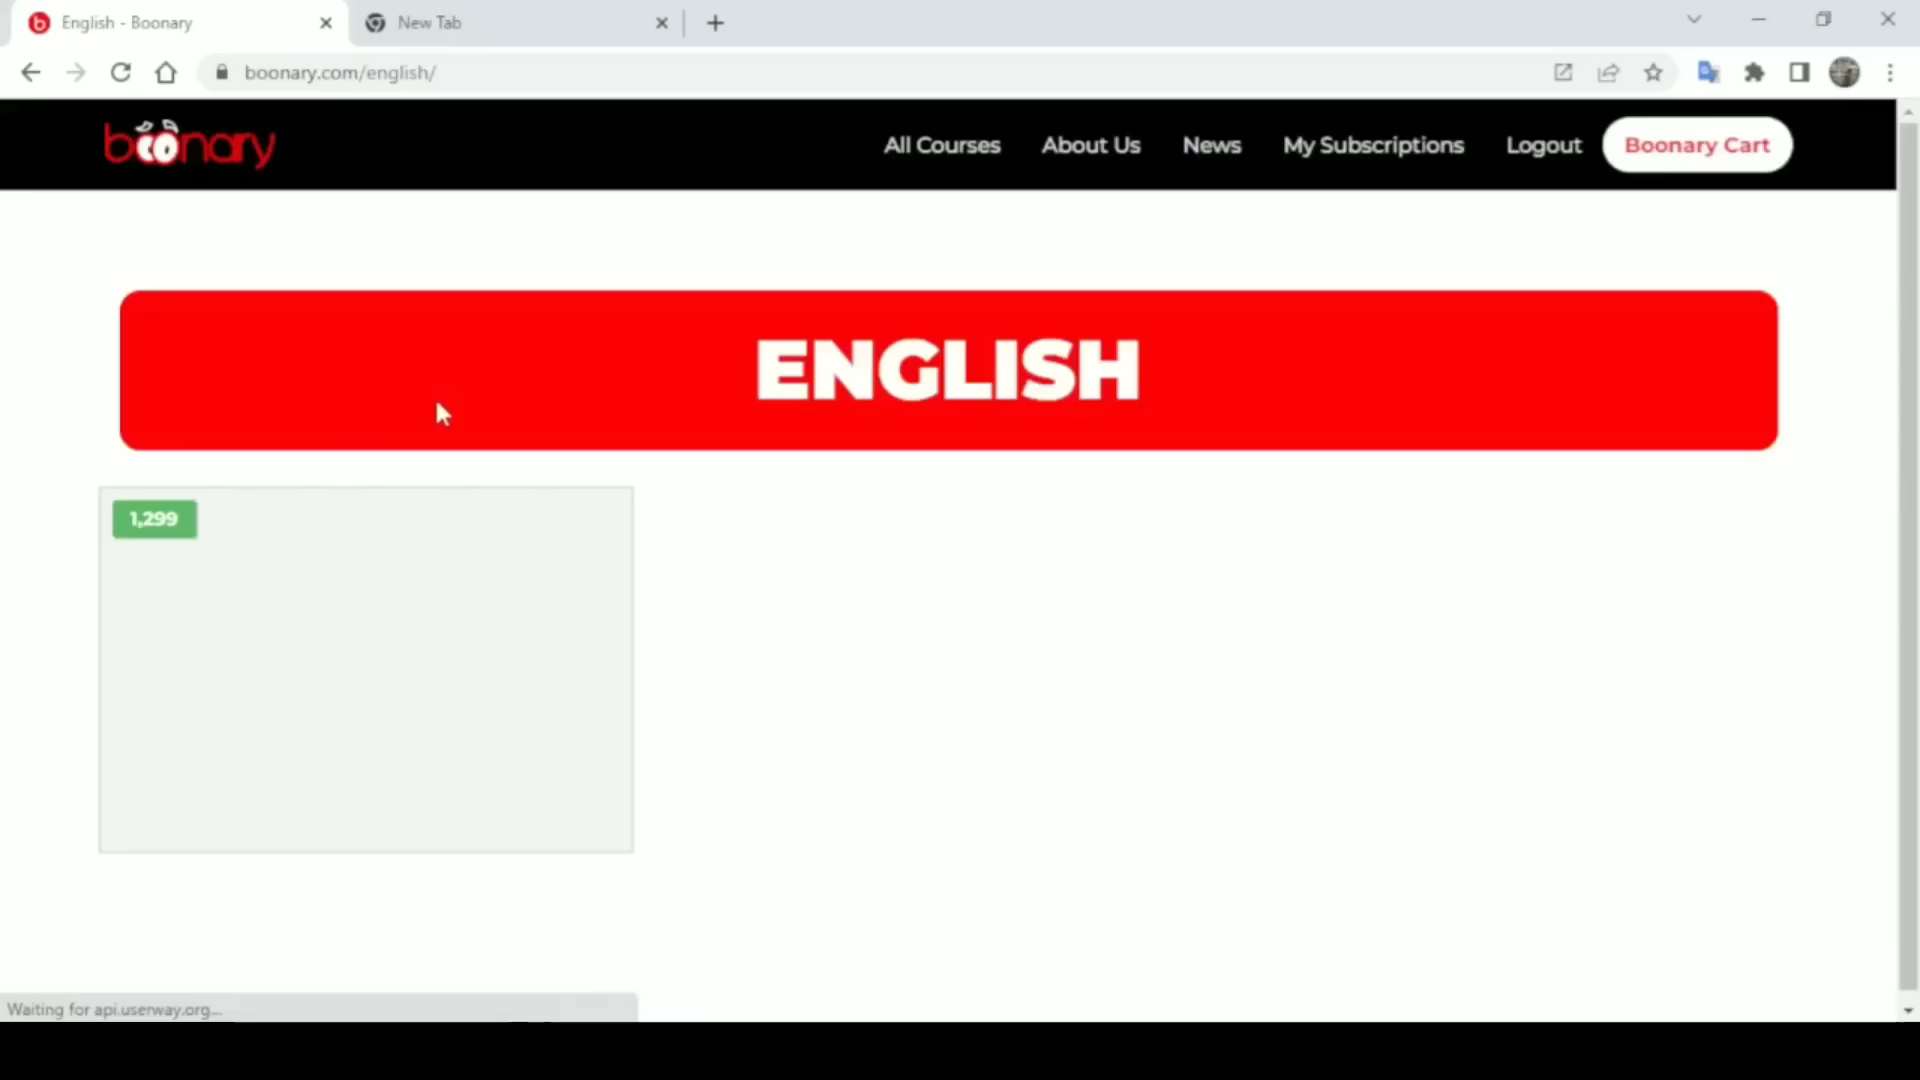 English - Boonary
New Tab
boonary.com/english/
boonary
All Courses
About Us
News
My Subscriptions
Logout
Boonary Cart
ENGLISH
1,299
Waiting for api.userway.org...